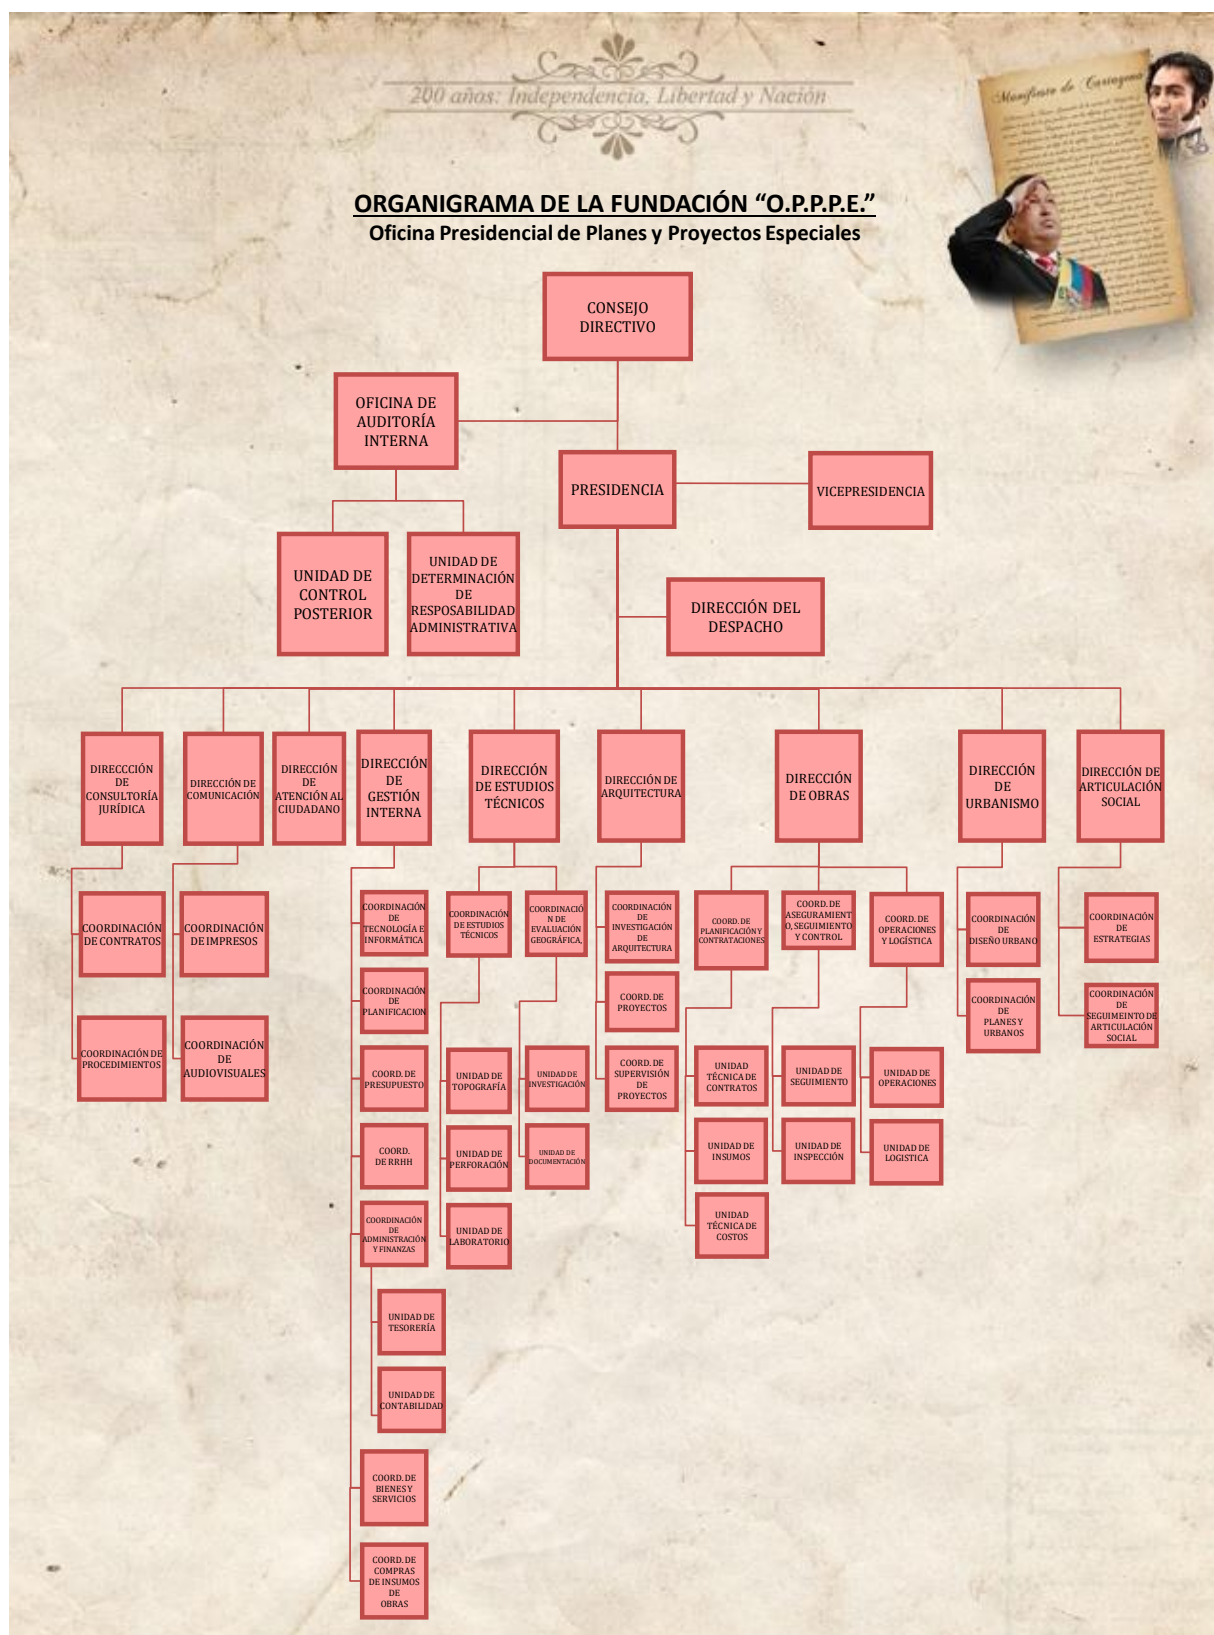 200 años: Independencia, Libertad y Nación
Manifiesto de Cartagena
ORGANIGRAMA DE LA FUNDACIÓN “O.P.P.P.E.”
Oficina Presidencial de Planes y Proyectos Especiales
CONSEJO
DIRECTIVO
OFICINA DE
AUDITORÍA
INTERNA
PRESIDENCIA
VICEPRESIDENCIA
UNIDAD DE
CONTROL
POSTERIOR
UNIDAD DE
DETERMINACIÓN
DE
RESPOSABILIDAD
ADMINISTRATIVA
DIRECCIÓN DEL
DESPACHO
DIRECCCIÓN
DE
CONSULTORÍA
JURÍDICA
DIRECCIÓN DE
COMUNICACIÓN
DIRECCIÓN
DE
ATENCIÓN AL
CIUDADANO
DIRECCIÓN
DE
GESTIÓN
INTERNA
DIRECCIÓN
DE ESTUDIOS
TÉCNICOS
DIRECCIÓN DE
ARQUITECTURA
DIRECCIÓN
DE OBRAS
DIRECCIÓN
DE
URBANISMO
DIRECCIÓN DE
ARTICULACIÓN
SOCIAL
COORDINACIÓN
DE CONTRATOS
COORDINACIÓN
DE IMPRESOS
COORDINACIÓN
DE
TECNOLOGÍA E
INFORMÁTICA
COORDINACIÓN
DE ESTUDIOS
TÉCNICOS
COORDINACIÓ
N DE
EVALUACIÓN
GEOGRÁFICA,
COORDINACIÓN
DE
INVESTIGACIÓN
DE
ARQUITECTURA
COORD. DE
PLANIFICACIÓN Y
CONTRATACIONES
COORD. DE
ASEGURAMIENT
O, SEGUIMIENTO
Y CONTROL
COORD. DE
OPERACIONES
Y LOGÍSTICA
COORDINACIÓN
DE
DISEÑO URBANO
COORDINACIÓN
DE
ESTRATEGIAS
COORDINACIÓN
DE
PLANIFICACION
COORD. DE
PROYECTOS
COORDINACIÓN
DE
PLANES Y
URBANOS
COORDINACIÓN
DE
SEGUIMEINTO DE
ARTICULACIÓN
SOCIAL
COORDINACIÓN DE
PROCEDIMIENTOS
COORDINACIÓN
DE
AUDIOVISUALES
COORD. DE
PRESUPUESTO
UNIDAD DE
TOPOGRAFÍA
UNIDAD DE
INVESTIGACIÓN
COORD. DE
SUPERVISIÓN
DE
PROYECTOS
UNIDAD
TÉCNICA DE
CONTRATOS
UNIDAD DE
SEGUIMIENTO
UNIDAD DE
OPERACIONES
COORD.
DE RRHH
UNIDAD DE
PERFORACIÓN
UNIDAD DE
DOCUMENTACIÓN
UNIDAD DE
INSUMOS
UNIDAD DE
INSPECCIÓN
UNIDAD DE
LOGISTICA
COORDINACIÓN
DE
ADMINISTRACIÓN
Y FINANZAS
UNIDAD DE
LABORATORIO
UNIDAD
TÉCNICA DE
COSTOS
UNIDAD DE
TESORERÍA
UNIDAD DE
CONTABILIDAD
COORD. DE
BIENES Y
SERVICIOS
COORD. DE
COMPRAS
DE INSUMOS
DE
OBRAS